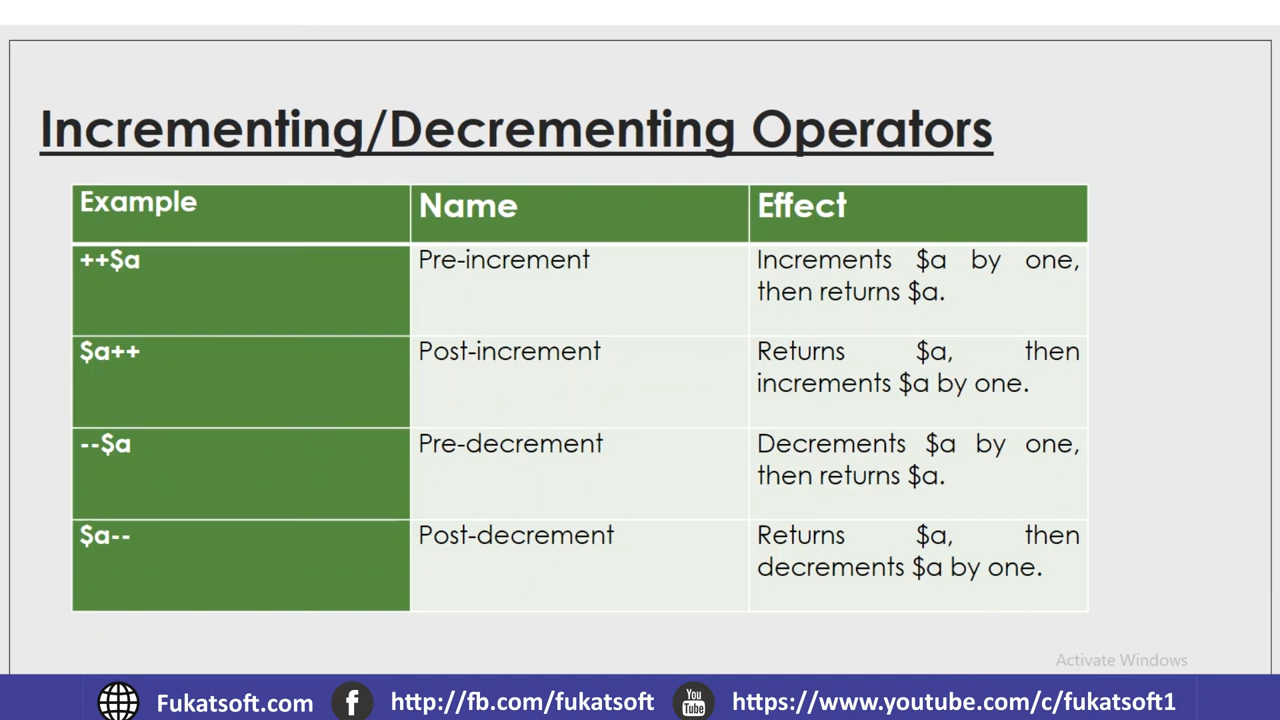 Incrementing/Decrementing Operators
Example Name Effect
++$a Pre-increment Increments $a by one,
then returns $a.
$a++ Post-increment Returns $a, then
increments $a by one.
--$a Pre-decrement Decrements $a by one,
then returns $a.
$a-- Post-decrement Returns $a, then
decrements $a by one.
Activate Windows
Fukatsoft.com f http://fb.com/fukatsoft You Tube https://www.youtube.com/c/fukatsoft1